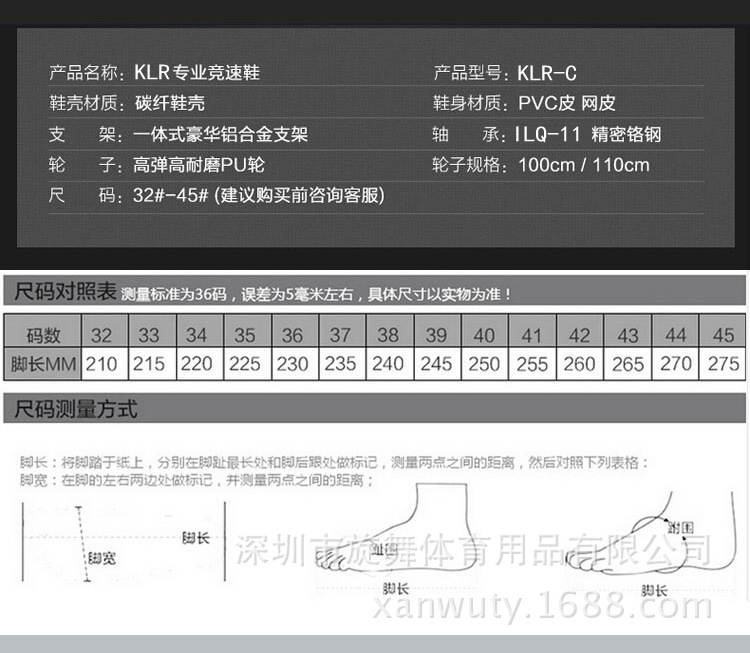 产品名称：KLR专业竞速鞋 产品型号：KLR-C
鞋壳材质：碳纤鞋壳 鞋身材质：PVC皮 网皮
支 架：一体式豪华铝合金支架 轴 承：ILQ-11 精密铬钢
轮 子：高弹高耐磨PU轮 轮子规格：100cm / 110cm
尺 码：32#-45# (建议购买前咨询客服)
尺码对照表 测量标准为36码，误差为5毫米左右，具体尺寸以实物为准！
码数 32 33 34 35 36 37 38 39 40 41 42 43 44 45
脚长MM 210 215 220 225 230 235 240 245 250 255 260 265 270 275
尺码测量方式
脚长：将脚踏于纸上，分别在脚趾最长处和脚后跟处做标记，测量两点之间的距离，然后对照下列表格：
脚宽：在脚的左右两边处做标记，并测量两点之间的距离；
脚宽 脚长
趾围 脚长
跗围 脚长
深圳市旋舞体育用品有限公司
xanwuty.1688.com